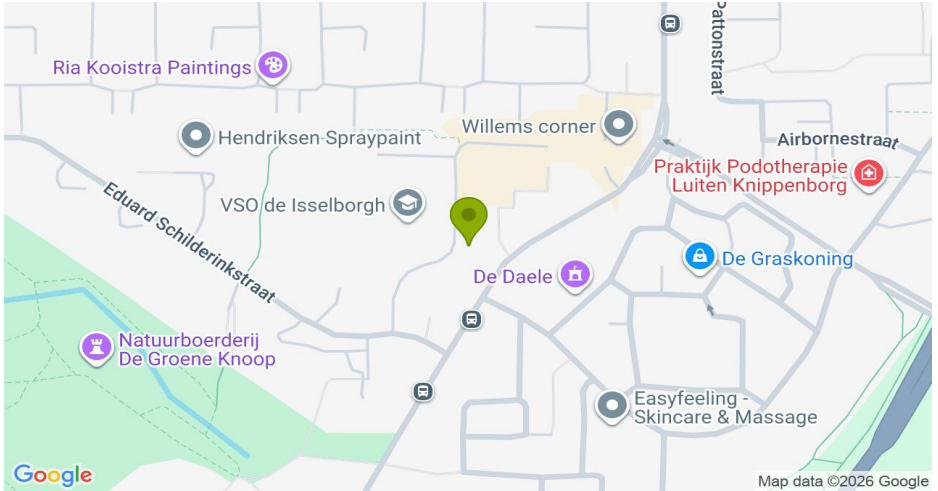 Pattonstraat
Ria Kooistra Paintings
Willems corner
Hendriksen Spraypaint
Airbornestraat
Praktijk Podotherapie
Luiten Knippenborg
VSO de Isselborgh
Eduard Schilderinkstraat
De Graskoning
De Daele
Natuurboerderij
De Groene Knoop
Easyfeeling -
Skincare & Massage
Google
Map data ©2026 Google